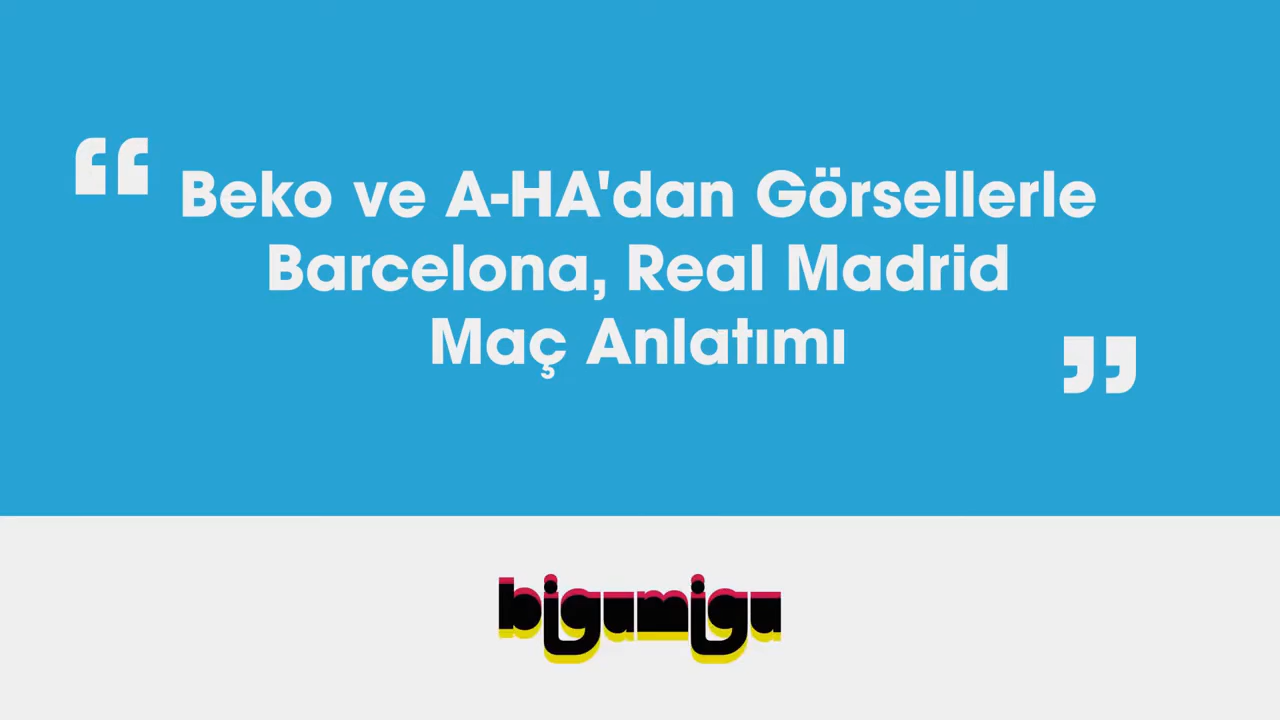 “ Beko ve A-HA'dan Görsellerle
Barcelona, Real Madrid
Maç Anlatımı ”
bigumigu